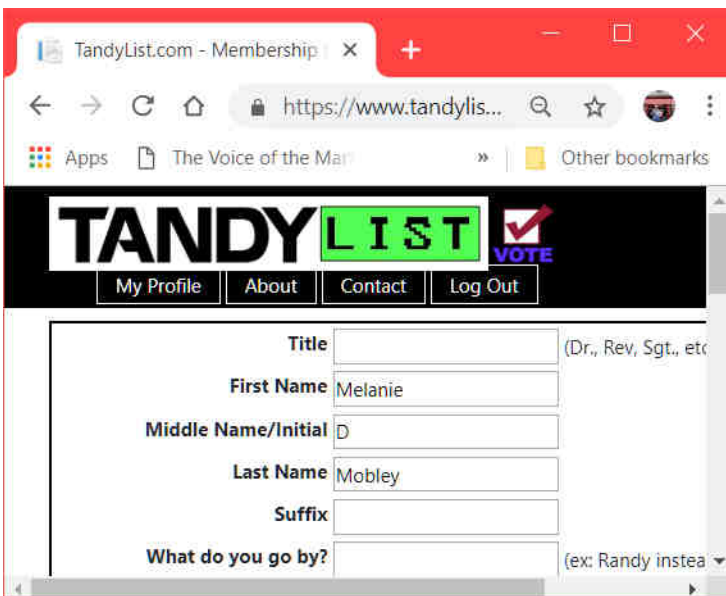 TandyList.com - Membership
https://www.tandylis...
Apps The Voice of the Mar » Other bookmarks
TANDY LIST VOTE
My Profile About Contact Log Out
Title (Dr., Rev, Sgt., etc
First Name Melanie
Middle Name/Initial D
Last Name Mobley
Suffix
What do you go by? (ex: Randy instea